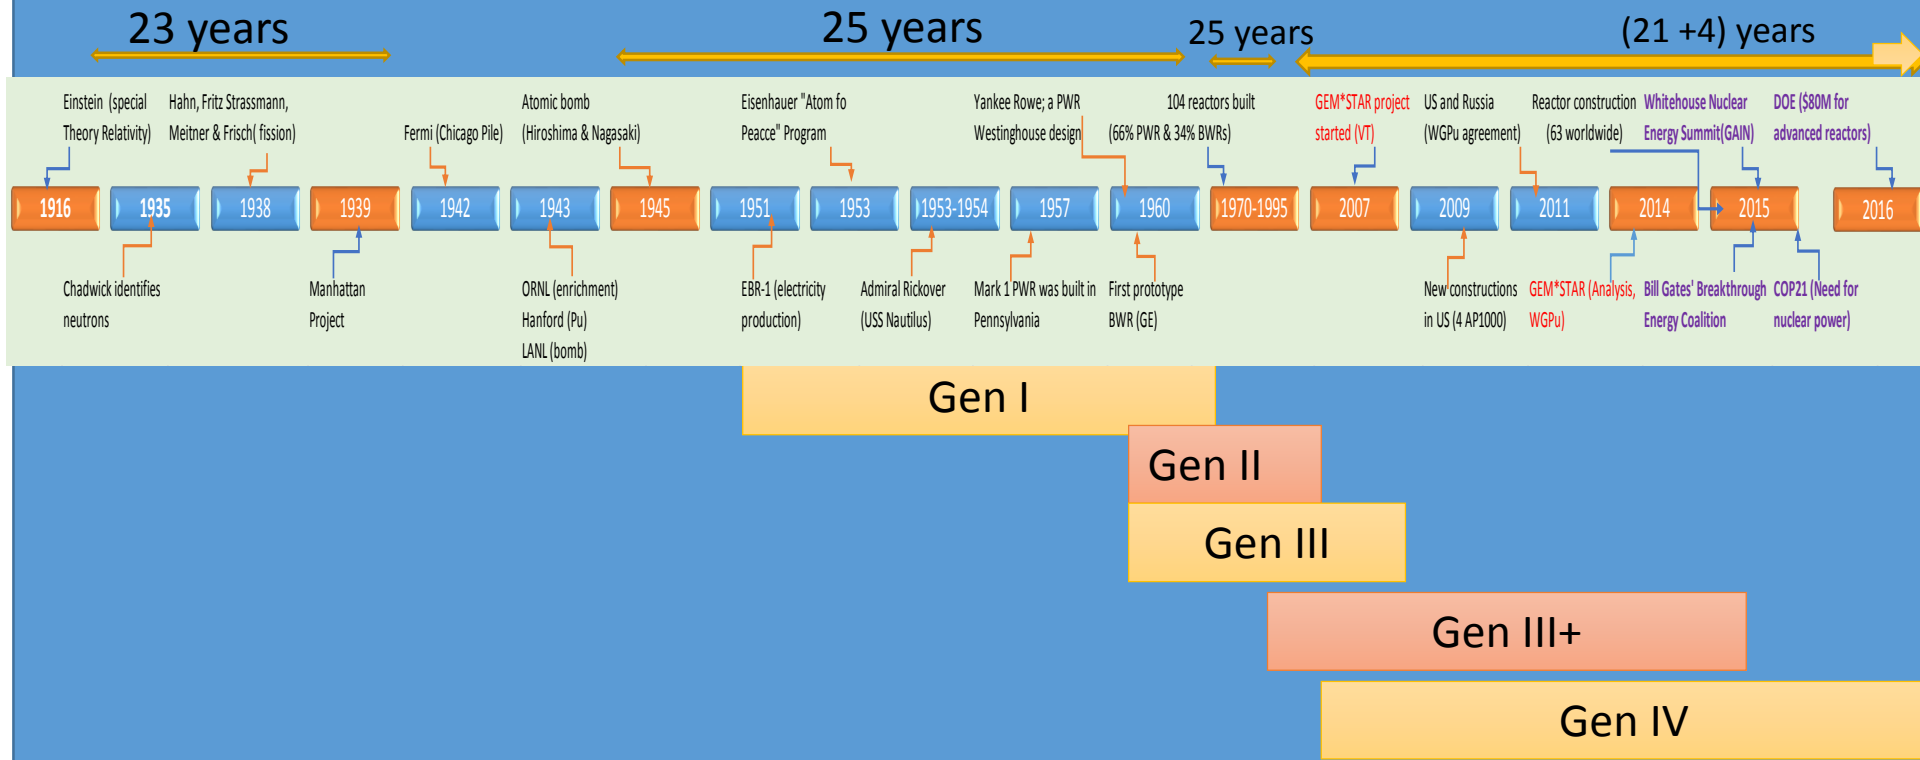 23 years
25 years
25 years
(21 +4) years
Einstein (special
Theory Relativity)
Hahn, Fritz Strassmann,
Meitner & Frisch( fission)
Fermi (Chicago Pile)
Atomic bomb
(Hiroshima & Nagasaki)
Eisenhauer "Atom fo
Peacce" Program
Yankee Rowe; a PWR
Westinghouse design
104 reactors built
(66% PWR & 34% BWRs)
GEM*STAR project
started (VT)
US and Russia
(WGPu agreement)
Reactor construction
(63 worldwide)
Whitehouse Nuclear
Energy Summit(GAIN)
DOE ($80M for
advanced reactors)
1916
1935
1938
1939
1942
1943
1945
1951
1953
1953-1954
1957
1960
1970-1995
2007
2009
2011
2014
2015
2016
Chadwick identifies
neutrons
Manhattan
Project
ORNL (enrichment)
Hanford (Pu)
LANL (bomb)
EBR-1 (electricity
production)
Admiral Rickover
(USS Nautilus)
Mark 1 PWR was built in
Pennsylvania
First prototype
BWR (GE)
New constructions
in US (4 AP1000)
GEM*STAR (Analysis,
WGPu)
Bill Gates' Breakthrough
Energy Coalition
COP21 (Need for
nuclear power)
Gen I
Gen II
Gen III
Gen III+
Gen IV